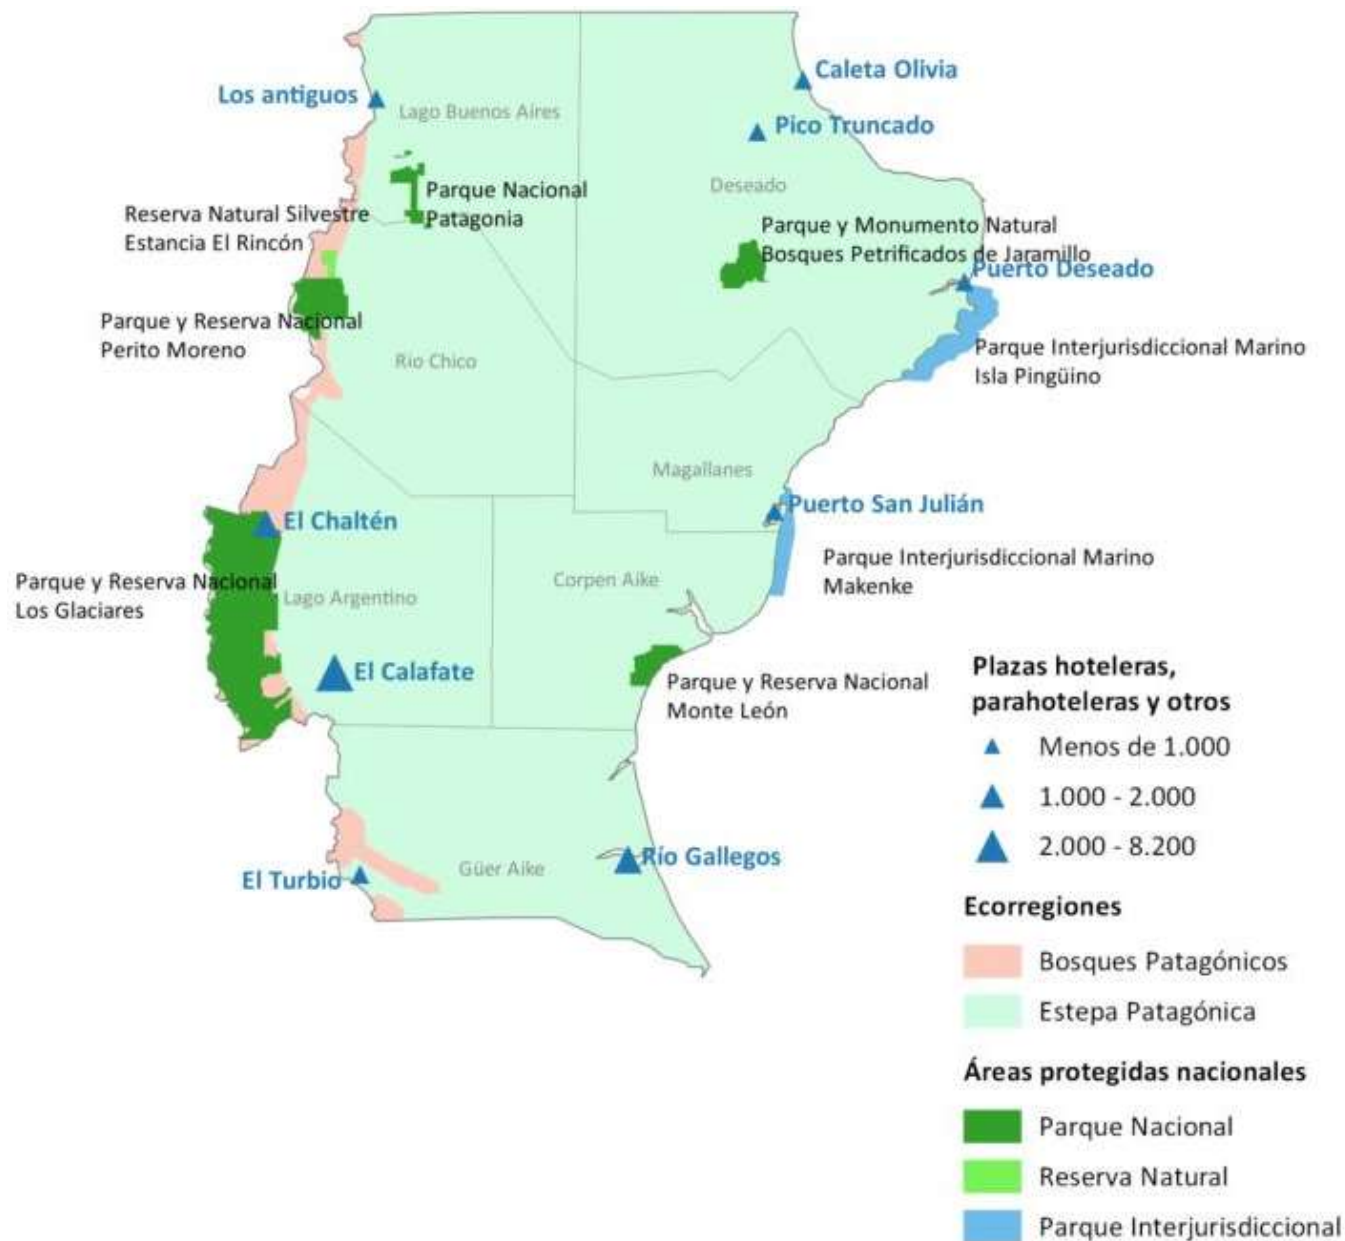 Caleta Olivia
Los antiguos
Lago Buenos Aires
Pico Truncado
Deseado
Parque Nacional
Patagonia
Reserva Natural Silvestre
Estancia El Rincón
Parque y Monumento Natural
Bosques Petrificados de Jaramillo
Puerto Deseado
Parque y Reserva Nacional
Perito Moreno
Río Chico
Parque Interjurisdiccional Marino
Isla Pingüino
Magallanes
Puerto San Julián
El Chaltén
Parque Interjurisdiccional Marino
Makenke
Parque y Reserva Nacional
Los Glaciares
Lago Argentino
Corpen Aike
El Calafate
Parque y Reserva Nacional
Monte León
Río Gallegos
Güer Aike
El Turbio
Plazas hoteleras,
parahoteleras y otros
Menos de 1.000
1.000 - 2.000
2.000 - 8.200
Ecorregiones
Bosques Patagónicos
Estepa Patagónica
Áreas protegidas nacionales
Parque Nacional
Reserva Natural
Parque Interjurisdiccional